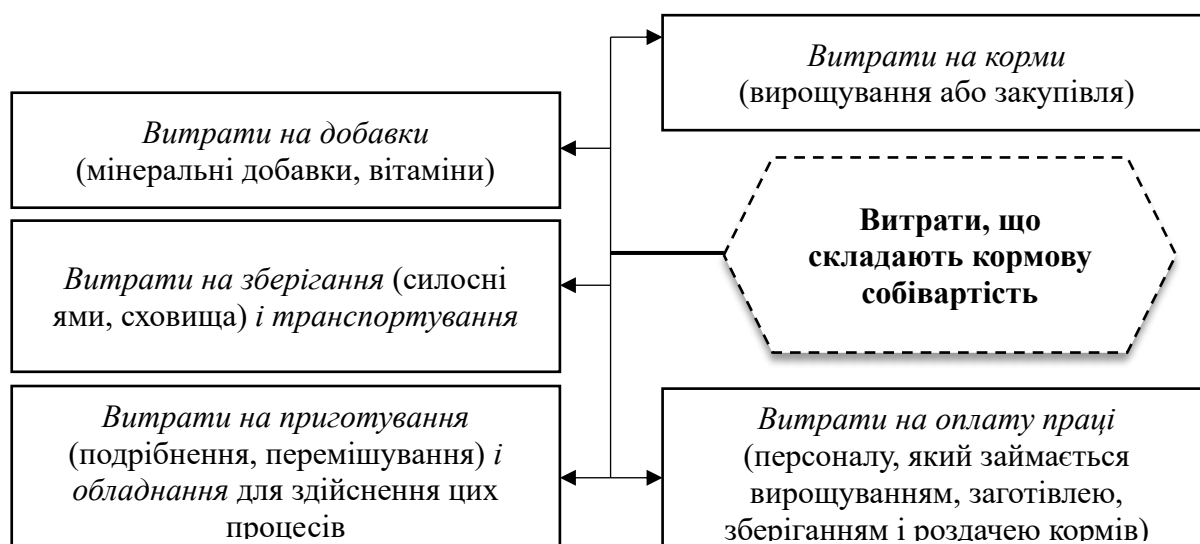 Витрати на корми
(вирощування або закупівля)
Витрати на добавки
(мінеральні добавки, вітаміни)
Витрати, що
складають кормову
собівартість
Витрати на зберігання (силосні
ями, сховища) і транспортування
Витрати на приготування
(подрібнення, перемішування) і
обладнання для здійснення цих
процесів
Витрати на оплату праці
(персоналу, який займається
вирощуванням, заготівлею,
зберіганням і роздачею кормів)